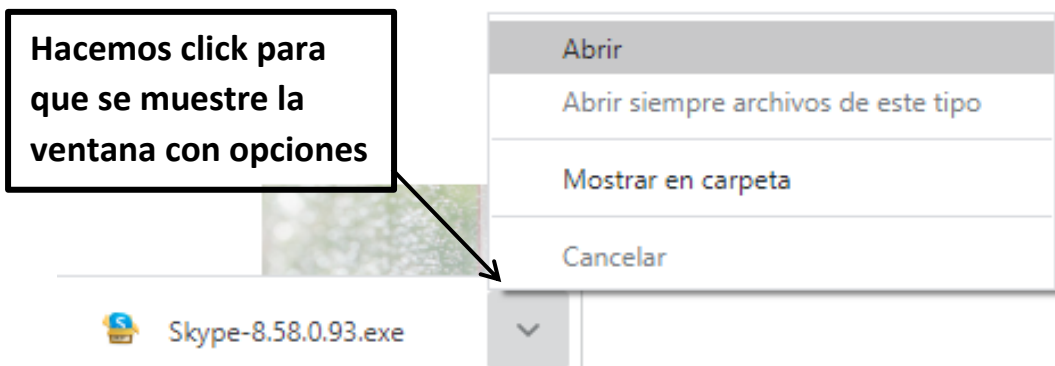 Hacemos click para
que se muestre la
ventana con opciones
Abrir
Abrir siempre archivos de este tipo
Mostrar en carpeta
Cancelar
Skype-8.58.0.93.exe